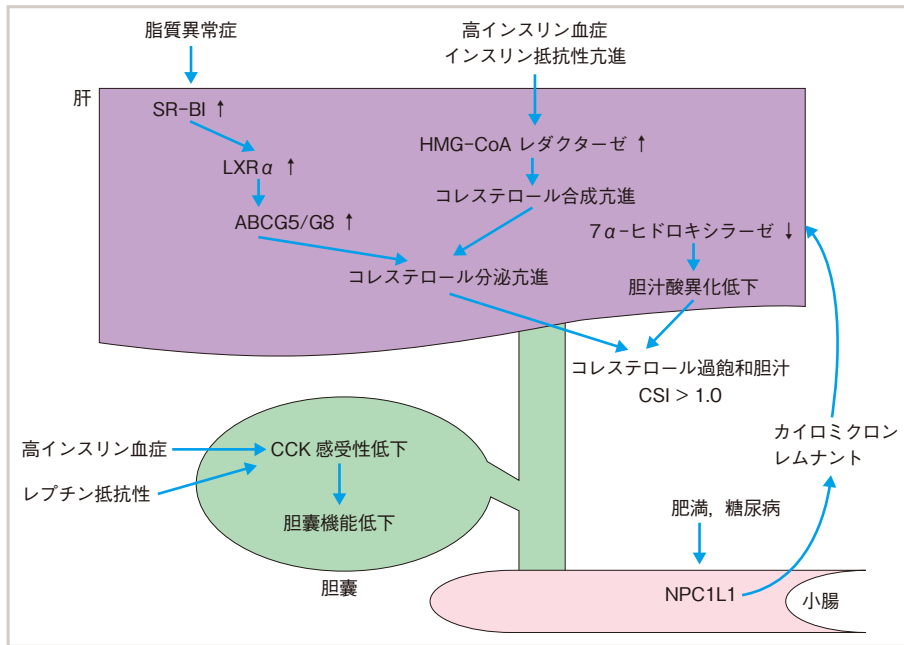 脂質異常症
高インスリン血症
インスリン抵抗性亢進
肝
SR-BI ↑
HMG-CoA レダクターゼ ↑
LXRα ↑
コレステロール合成亢進
ABCG5/G8 ↑
7α-ヒドロキシラーゼ ↓
コレステロール分泌亢進
胆汁酸異化低下
コレステロール過飽和胆汁
CSI > 1.0
高インスリン血症
CCK 感受性低下
カイロミクロン
レムナント
レプチン抵抗性
胆嚢機能低下
肥満，糖尿病
胆嚢
NPC1L1
小腸